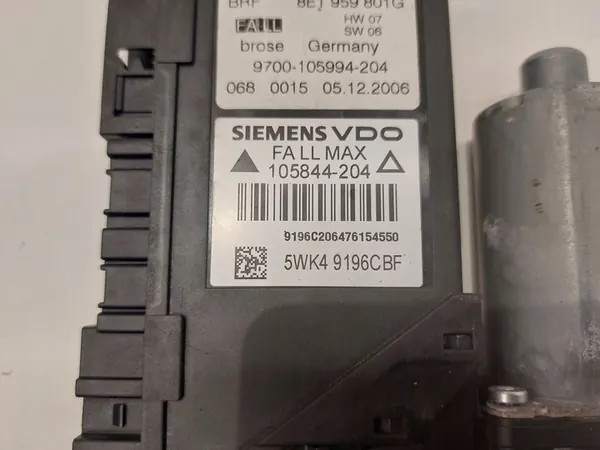 BRF 8E1 959 801G
FA LL HW 07
SW 06
brose Germany
9700-105994-204
068 0015 05.12.2006
SIEMENS VDO
FA LL MAX
105844-204
9196C206476154550
5WK4 9196CBF